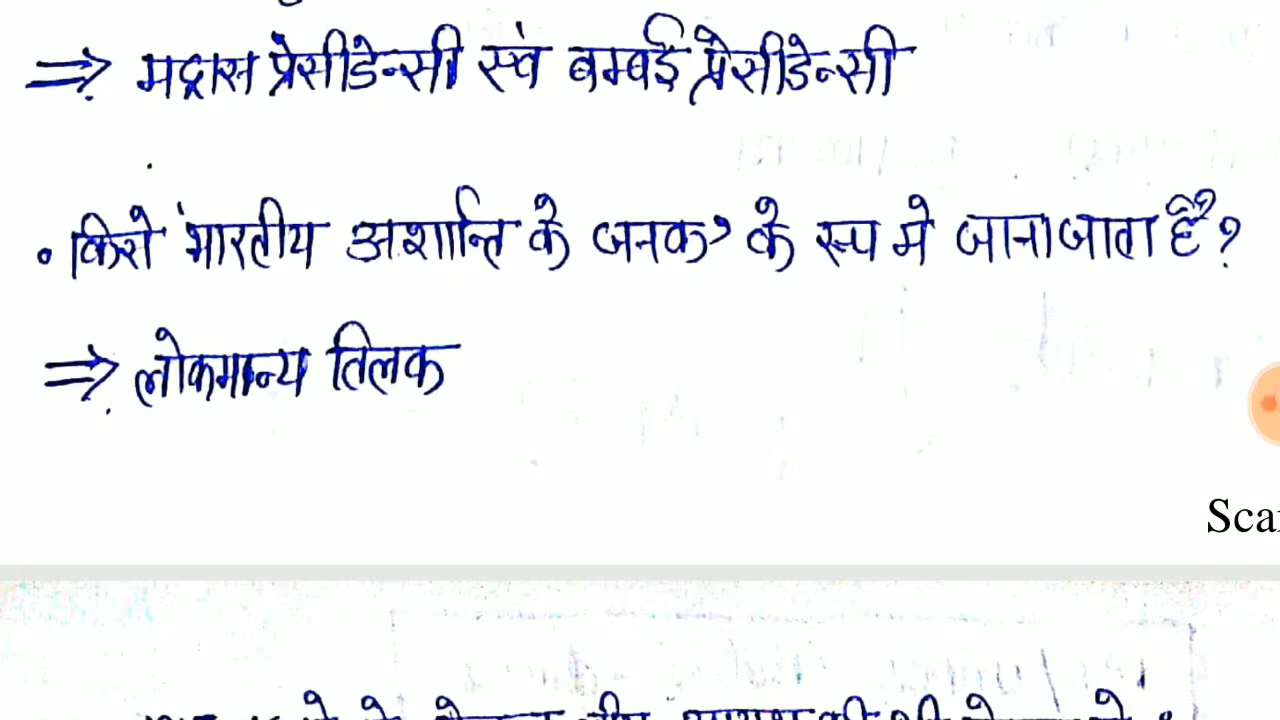 ⇒ मद्रास प्रेसीडेन्सी एवं बम्बई प्रेसीडेन्सी
• किसे 'भारतीय अशान्ति के जनक' के रूप में जाना जाता है?
⇒ लोकमान्य तिलक
Sca